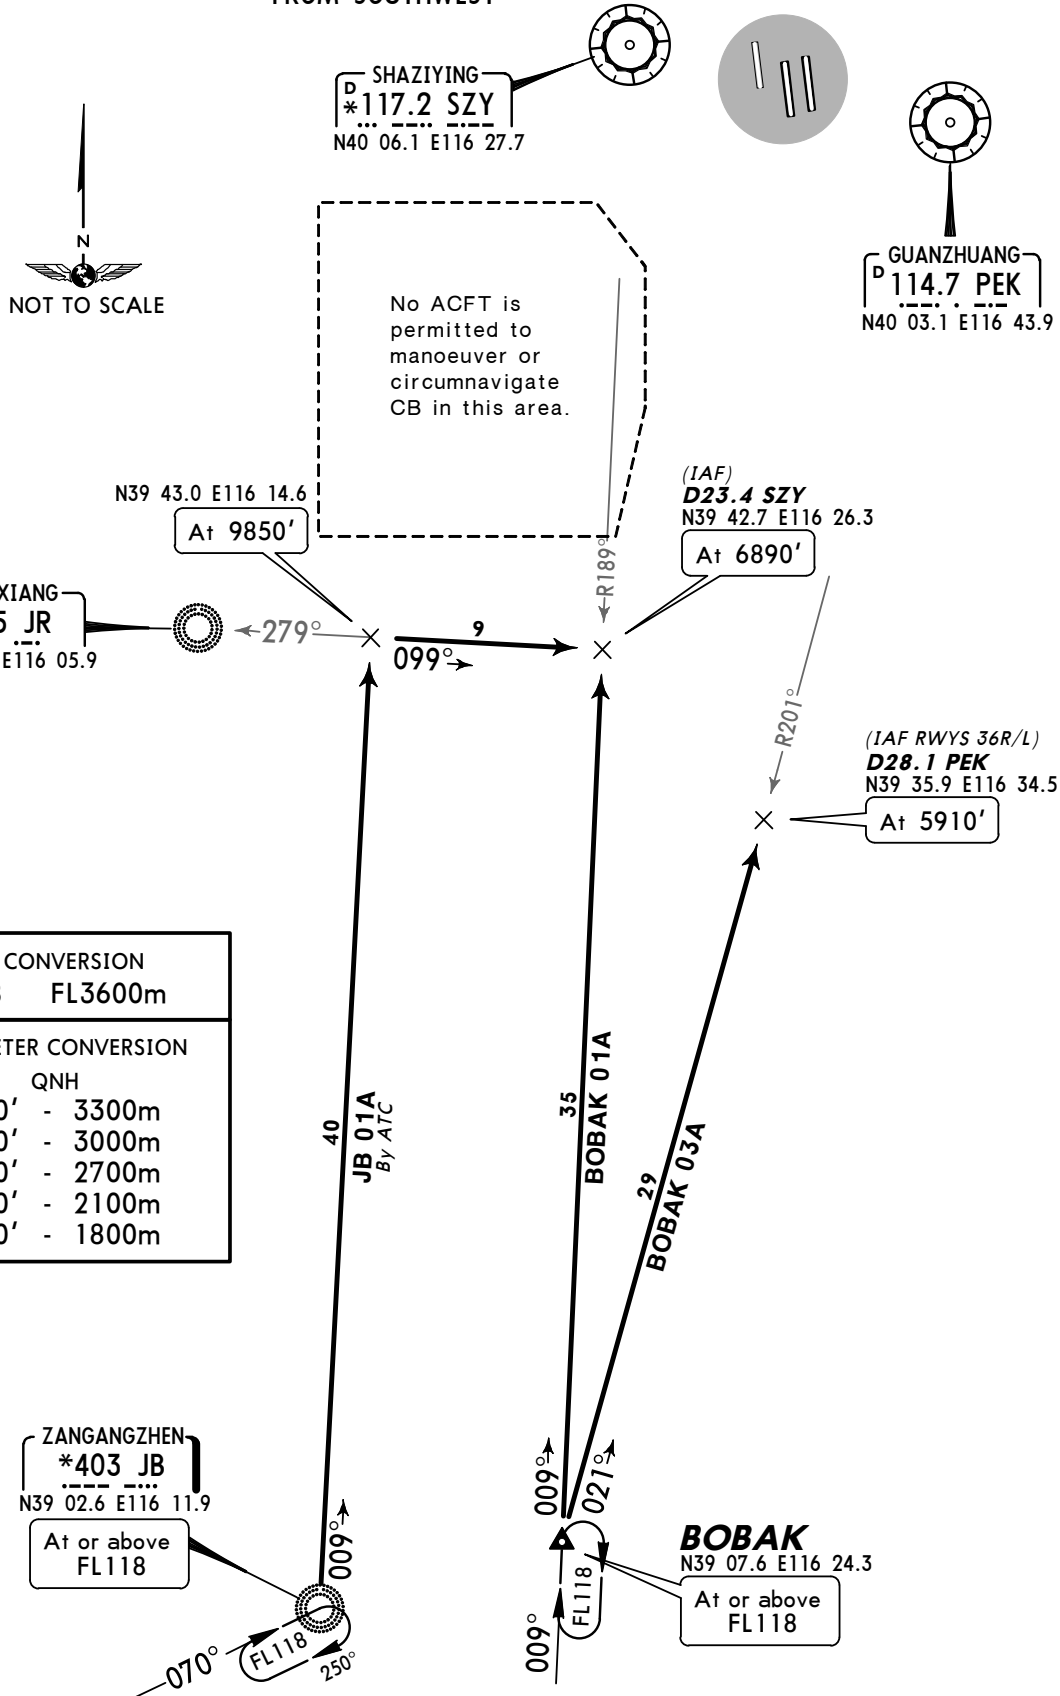 FROM SOUTHWEST
SHAZIYING
D
*117.2 SZY
N40 06.1 E116 27.7
N
NOT TO SCALE
GUANZHUANG
D 114.7 PEK
N40 03.1 E116 43.9
No ACFT is
permitted to
manoeuver or
circumnavigate
CB in this area.
N39 43.0 E116 14.6
At 9850'
(IAF)
D23.4 SZY
N39 42.7 E116 26.3
At 6890'
R189°
XIANG
5 JR
E116 05.9
279°
9
099°
R201°
(IAF RWYS 36R/L)
D28.1 PEK
N39 35.9 E116 34.5
At 5910'
CONVERSION
FL3600m
ETER CONVERSION
QNH
0' - 3300m
0' - 3000m
0' - 2700m
0' - 2100m
0' - 1800m
40
JB 01A
By ATC
35
BOBAK 01A
29
BOBAK 03A
ZANGANGZHEN
*403 JB
N39 02.6 E116 11.9
At or above
FL118
009°
070°
FL118
250°
009°
021°
BOBAK
N39 07.6 E116 24.3
At or above
FL118
FL118
009°